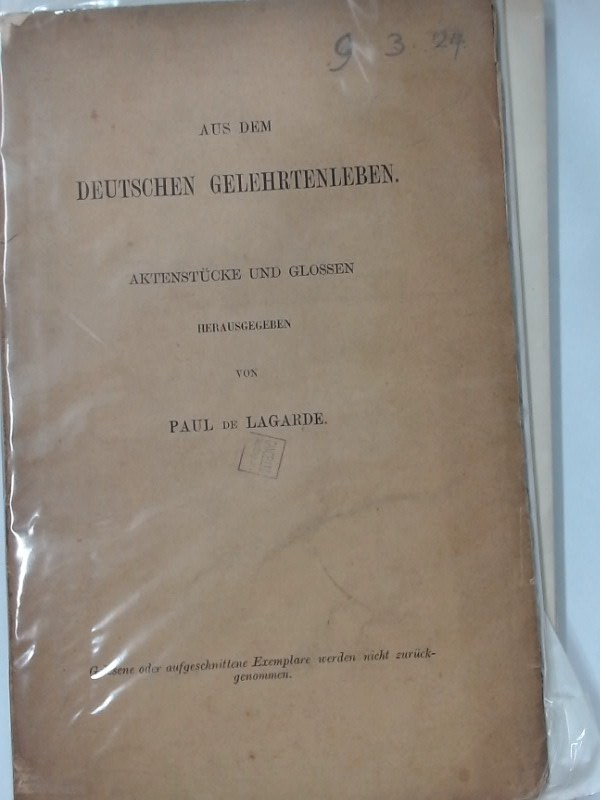 9 3. 24.
AUS DEM
DEUTSCHEN GELEHRTENLEBEN.
AKTENSTÜCKE UND GLOSSEN
HERAUSGEGEBEN
VON
PAUL DE LAGARDE.
oder aufgeschnittene Exemplare werden nicht zurück-
genommen.